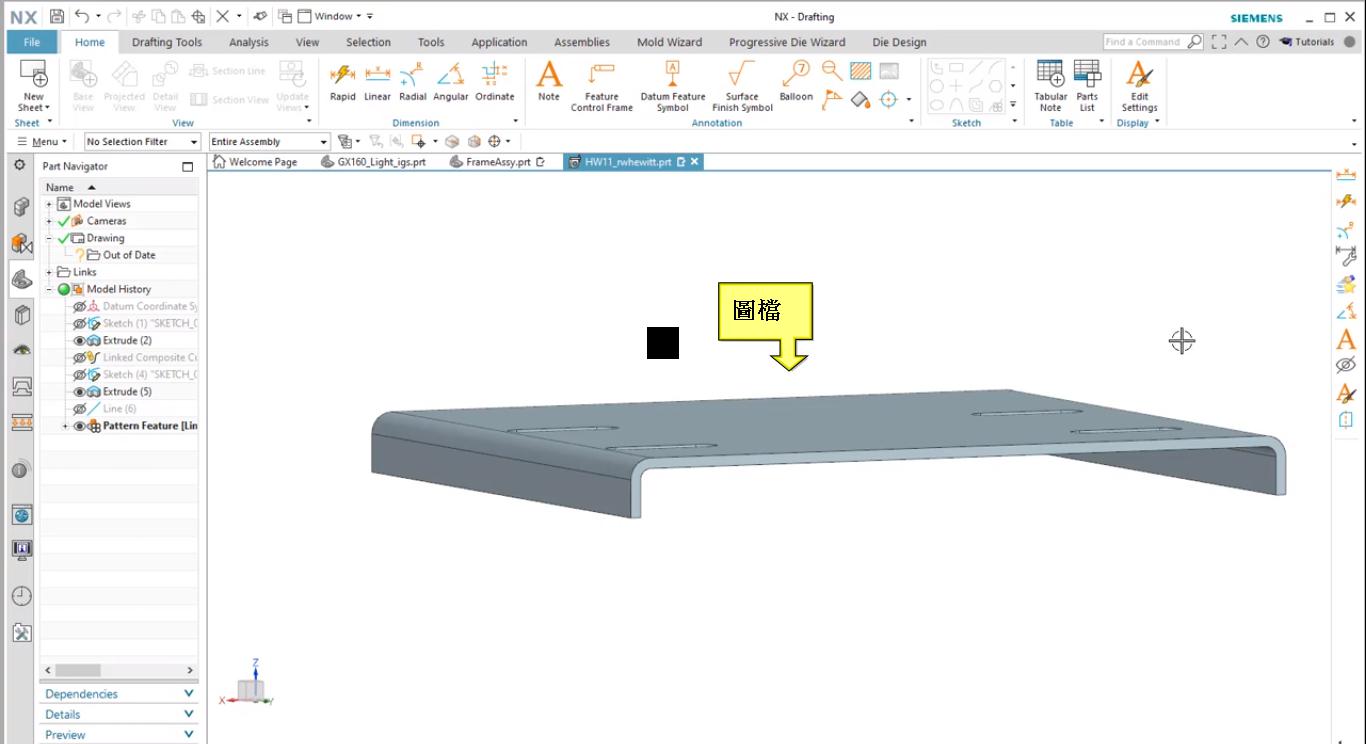 NX
Window
NX - Drafting
SIEMENS
File
Home
Drafting Tools
Analysis
View
Selection
Tools
Application
Assemblies
Mold Wizard
Progressive Die Wizard
Die Design
Find a Command
Tutorials
New
Sheet
Base
View
Projected
View
Detail
View
Section Line
Section View
Update
Views
Rapid
Linear
Radial
Angular
Ordinate
A
Note
Feature
Control Frame
A
Datum Feature
Symbol
Surface
Finish Symbol
7
Balloon
Tabular
Note
Parts
List
Edit
Settings
Sheet
View
Dimension
Annotation
Sketch
Table
Display
Menu
No Selection Filter
Entire Assembly
Part Navigator
Welcome Page
GX160_Light_igs.prt
FrameAssy.prt
HW11_rwhewitt.prt
Name
Model Views
Cameras
Drawing
Out of Date
Links
Model History
Datum Coordinate Sy
Sketch (1) "SKETCH_0
Extrude (2)
Linked Composite Cu
Sketch (4) "SKETCH_0
Extrude (5)
Line (6)
Pattern Feature [Lin
圖檔
Z
X
Y
Dependencies
Details
Preview